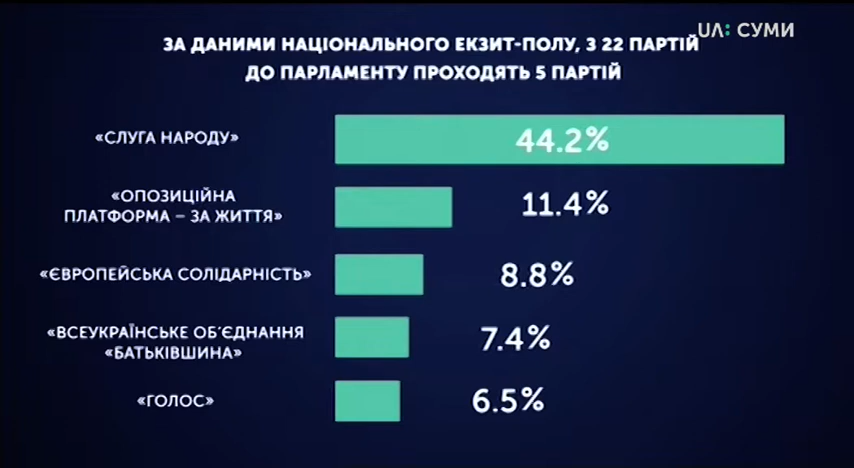 UA: СУМИ
ЗА ДАНИМИ НАЦІОНАЛЬНОГО ЕКЗИТ-ПОЛУ, З 22 ПАРТІЙ
ДО ПАРЛАМЕНТУ ПРОХОДЯТЬ 5 ПАРТІЙ
«СЛУГА НАРОДУ»
44.2%
«ОПОЗИЦІЙНА
ПЛАТФОРМА – ЗА ЖИТТЯ»
11.4%
«ЄВРОПЕЙСЬКА СОЛІДАРНІСТЬ»
8.8%
«ВСЕУКРАЇНСЬКЕ ОБ'ЄДНАННЯ
«БАТЬКІВШИНА»
7.4%
«ГОЛОС»
6.5%